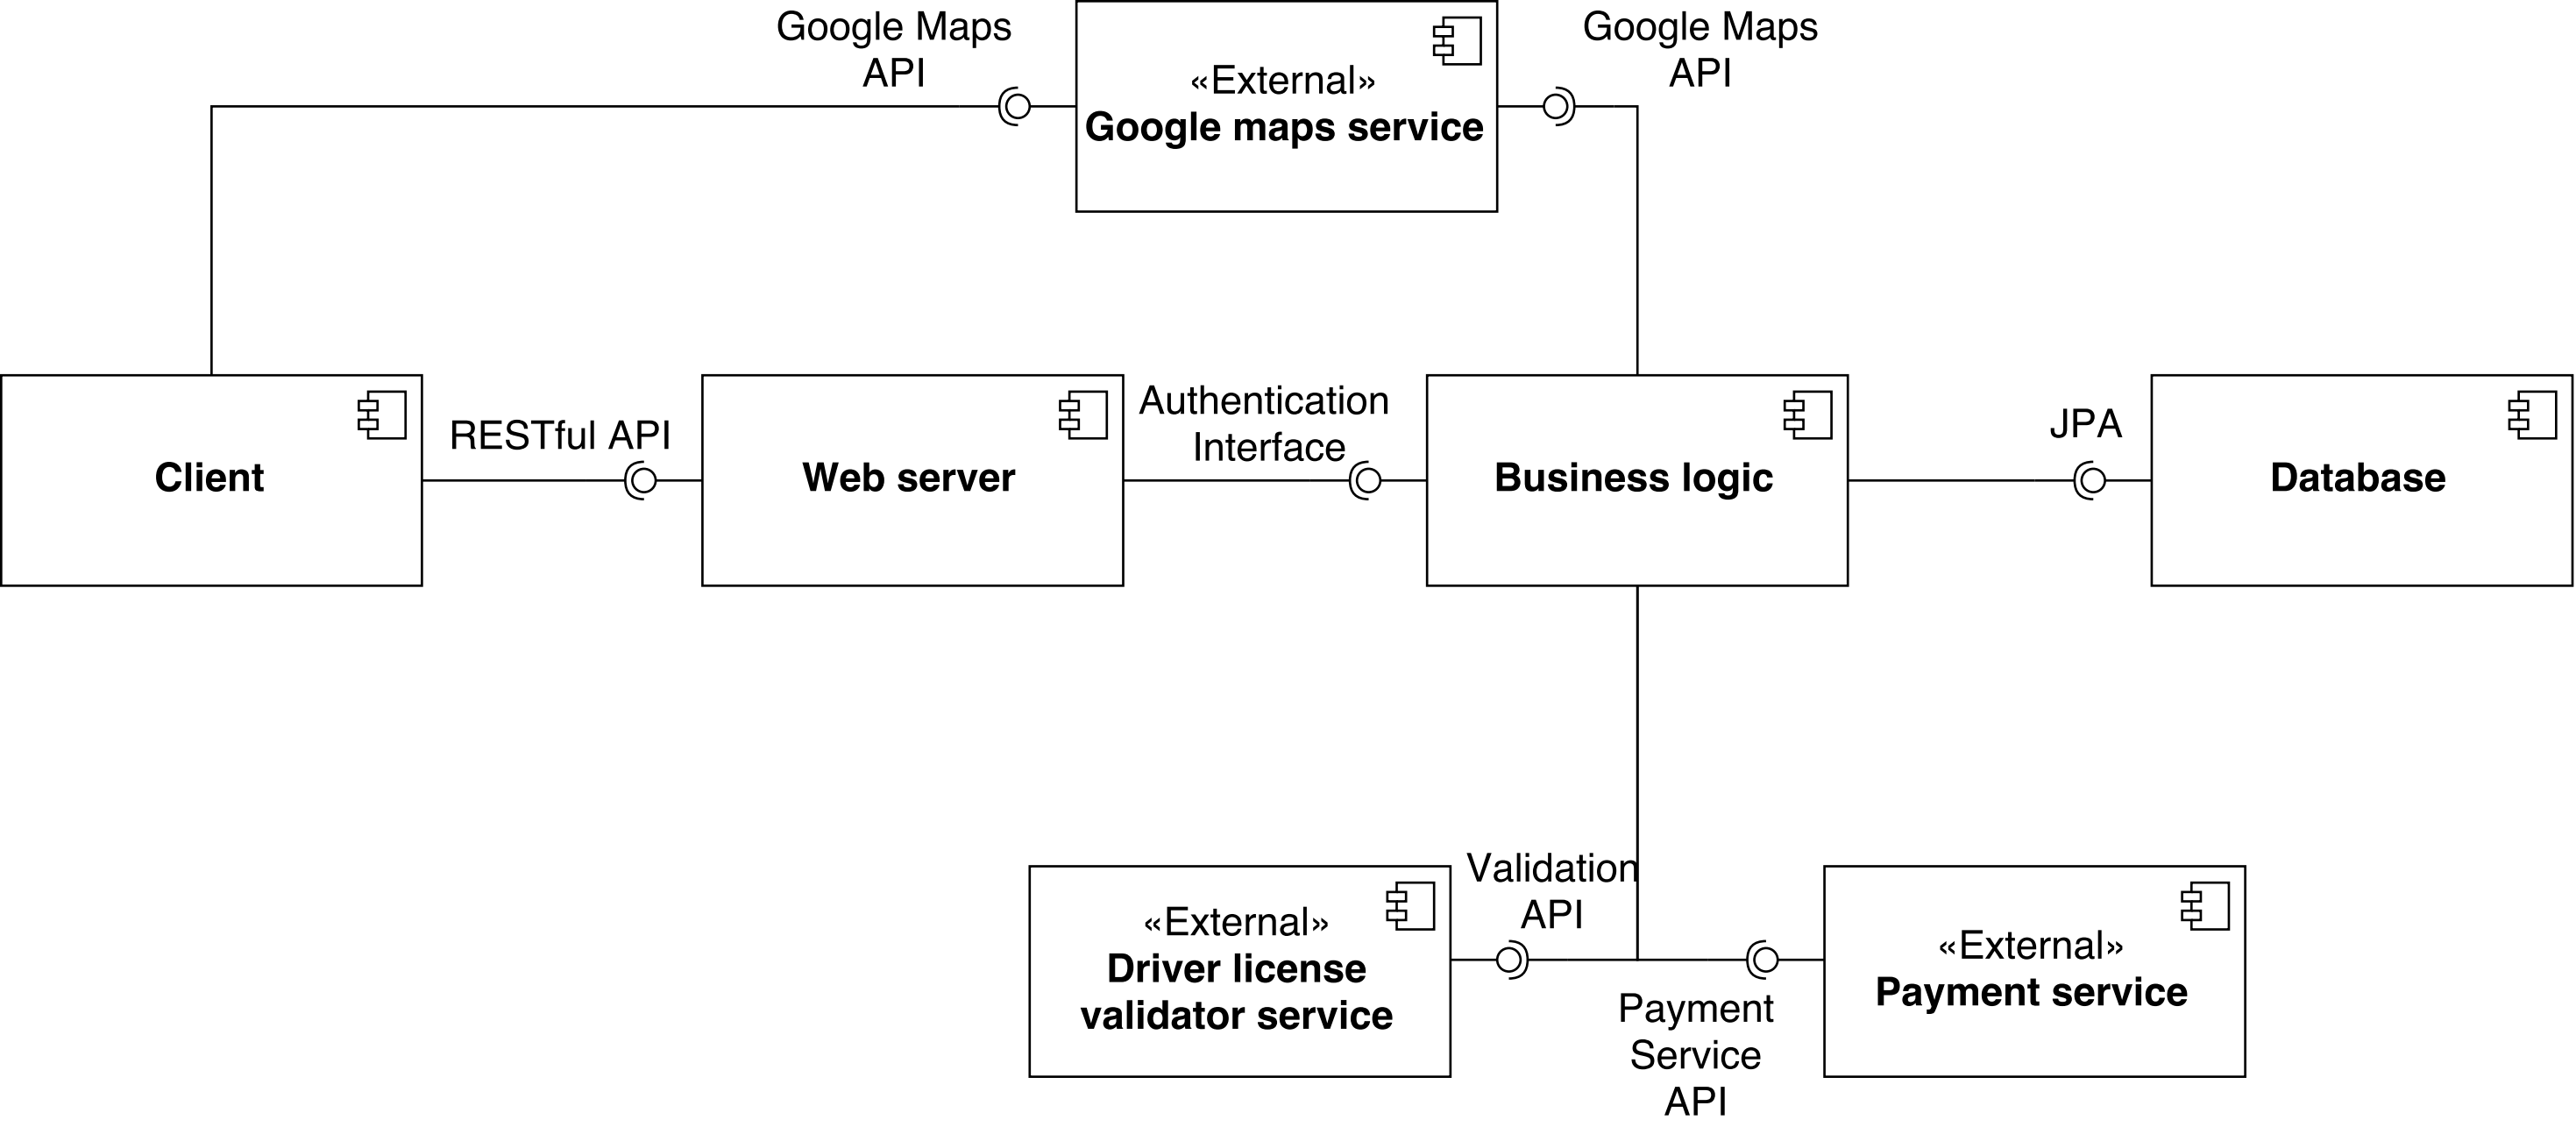 Google Maps
API
«External»
Google maps service
Google Maps
API
Client
RESTful API
Web server
Authentication
Interface
Business logic
JPA
Database
«External»
Driver license
validator service
Validation
API
Payment
Service
API
«External»
Payment service